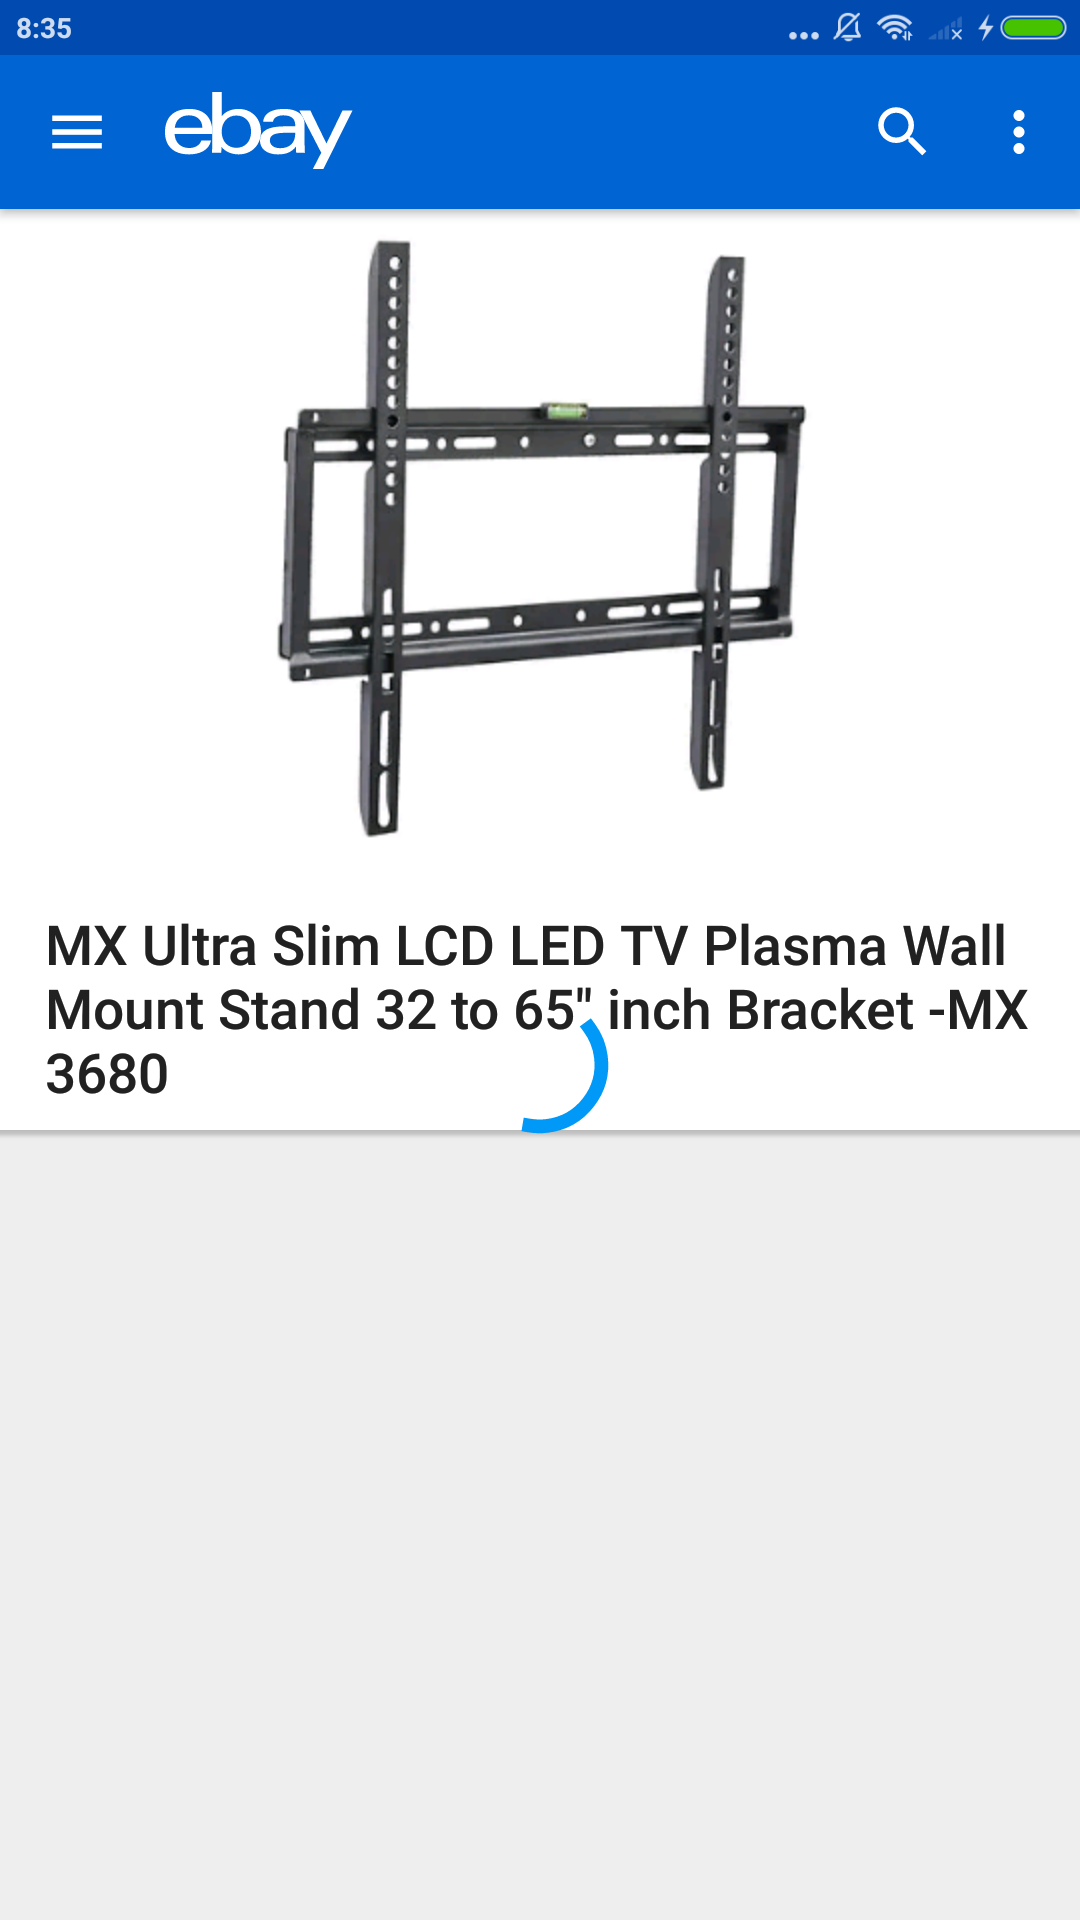 8:35
ebay
MX Ultra Slim LCD LED TV Plasma Wall
Mount Stand 32 to 65" inch Bracket -MX
3680